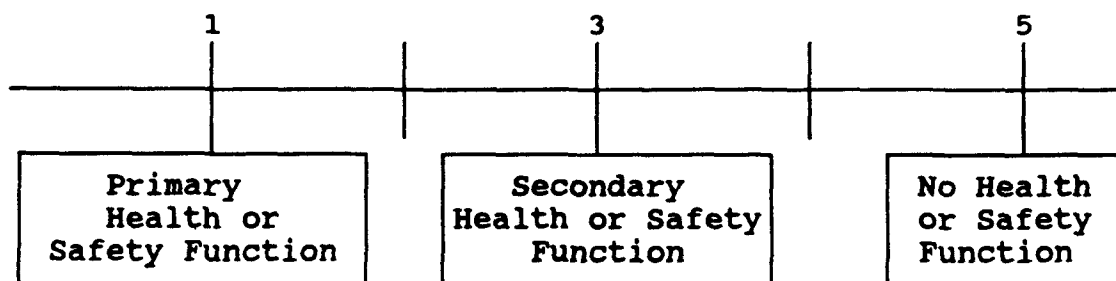 1 3 5
Primary
Health or
Safety Function
Secondary
Health or Safety
Function
No Health
or Safety
Function